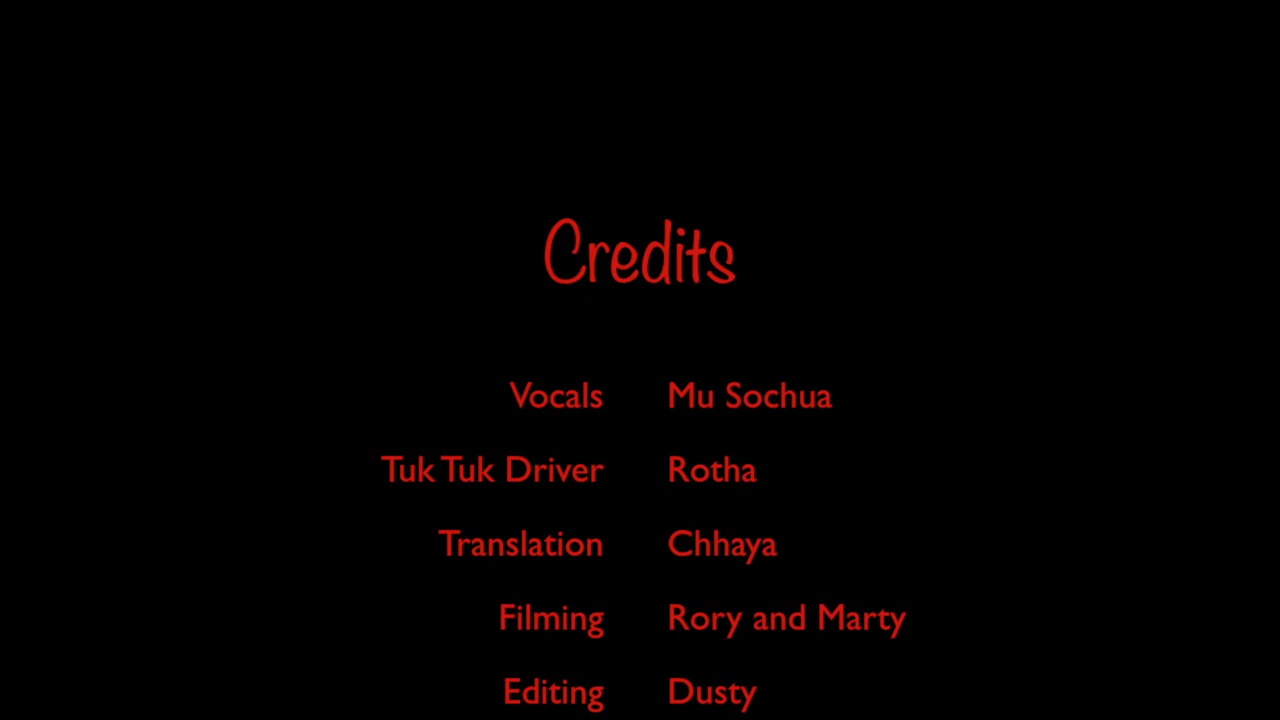 Credits
Vocals Mu Sochua
Tuk Tuk Driver Rotha
Translation Chhaya
Filming Rory and Marty
Editing Dusty